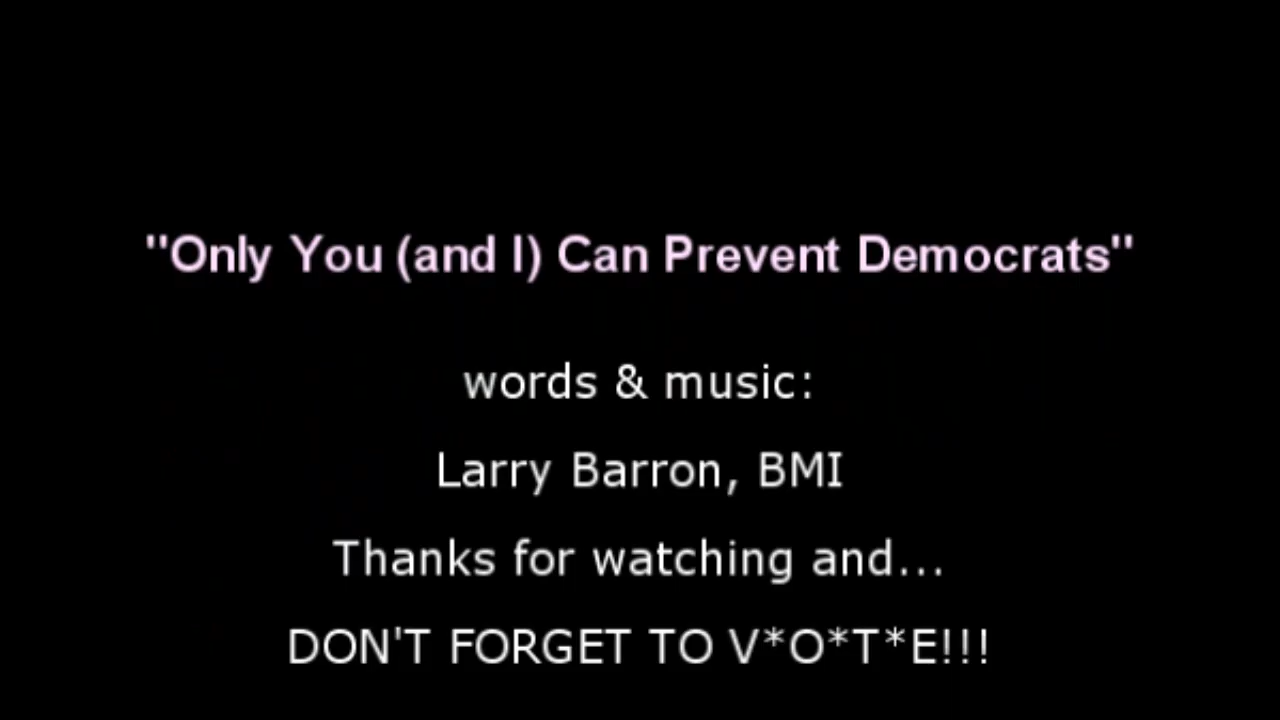 "Only You (and I) Can Prevent Democrats"
words & music:
Larry Barron, BMI
Thanks for watching and...
DON'T FORGET TO V*O*T*E!!!